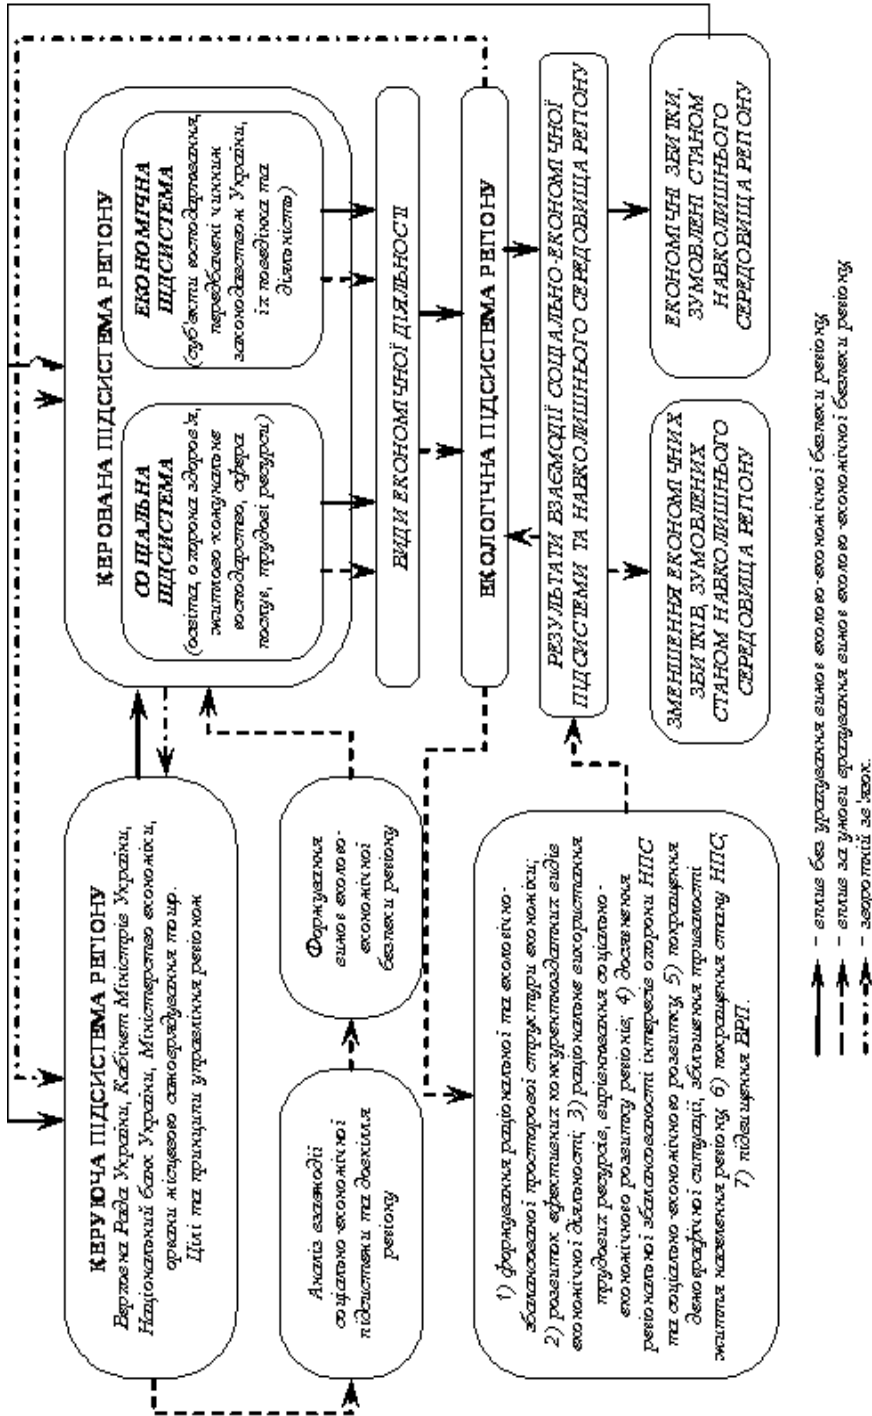 КЕРУЮЧА ПІДСИСТЕМА РЕГІОНУ
Верховна Рада України, Кабінет Міністрів України,
Національний банк України, Міністерство економіки,
органи місцевого самоврядування тощо.
Цілі та принципи управління регіоном
КЕРОВАНА ПІДСИСТЕМА РЕГІОНУ
СОЦІАЛЬНА
ПІДСИСТЕМА
(освіта, охорона здоров'я,
житлово-комунальне
господарство, сфера
послуг, трудові ресурси)
ЕКОНОМІЧНА
ПІДСИСТЕМА
(суб'єкти господарювання,
передбачені чинним
законодавством України,
їх поведінка та
діяльність)
Аналіз взаємодії
соціально-економічної
підсистеми та довкілля
регіону
Формування
вимог еколого-
економічної
безпеки регіону
ВИДИ ЕКОНОМІЧНОЇ ДІЯЛЬНОСТІ
ЕКОЛОГІЧНА ПІДСИСТЕМА РЕГІОНУ
1) формування раціональної та екологічно-
збалансованої просторової структури економіки;
2) розвиток ефективних конкурентноздатних видів
економічної діяльності; 3) раціональне використання
трудових ресурсів, вирівнювання соціально-
економічного розвитку регіонів; 4) досягнення
регіональної збалансованості інтересів охорони НПС
та соціально-економічного розвитку; 5) покращення
демографічної ситуації, збільшення тривалості
життя населення регіону; 6) покращення стану НПС;
7) підвищення ВРП.
РЕЗУЛЬТАТИ ВЗАЄМОДІЇ СОЦІАЛЬНО-ЕКОНОМІЧНОЇ
ПІДСИСТЕМИ ТА НАВКОЛИШНЬОГО СЕРЕДОВИЩА РЕГІОНУ
ЗМЕНШЕННЯ ЕКОНОМІЧНИХ
ЗБИТКІВ, ЗУМОВЛЕНИХ
СТАНОМ НАВКОЛИШНЬОГО
СЕРЕДОВИЩА РЕГІОНУ
ЕКОНОМІЧНІ ЗБИТКИ,
ЗУМОВЛЕНІ СТАНОМ
НАВКОЛИШНЬОГО
СЕРЕДОВИЩА РЕГІОНУ
– вплив без урахування вимог еколого-економічної безпеки регіону;
– вплив за умови врахування вимог еколого-економічної безпеки регіону;
– зворотній зв'язок.